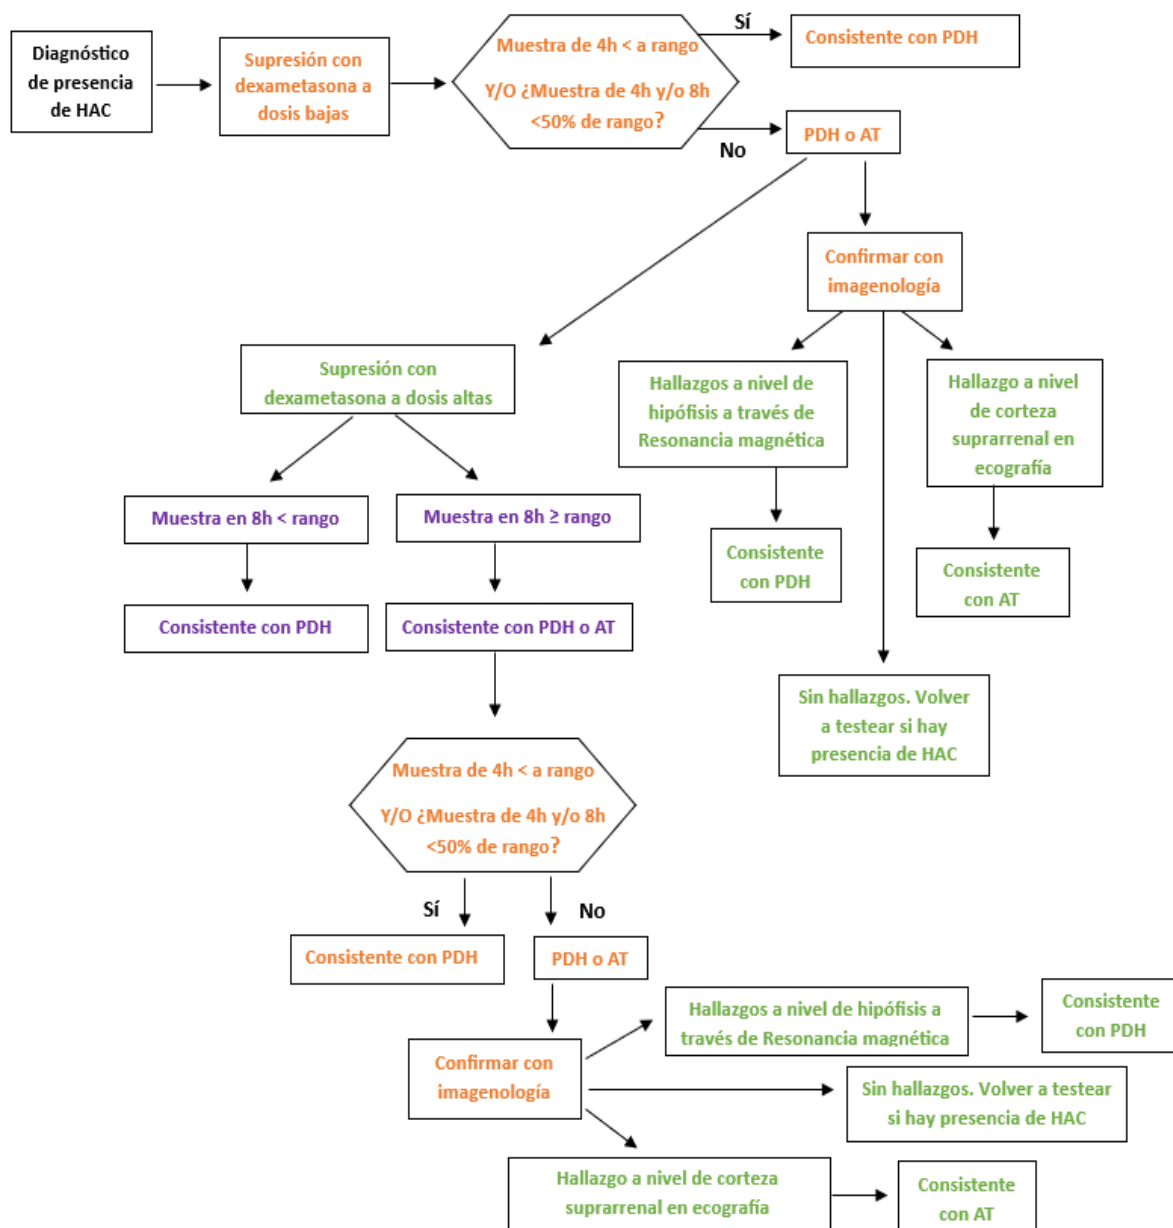 Diagnóstico
de presencia
de HAC
Supresión con
dexametasona a
dosis bajas
Muestra de 4h < a rango
Y/O ¿Muestra de 4h y/o 8h
<50% de rango?
Sí
Consistente con PDH
No
PDH o AT
Confirmar con
imagenología
Supresión con
dexametasona a dosis altas
Hallazgos a nivel de
hipófisis a través de
Resonancia magnética
Hallazgo a nivel
de corteza
suprarrenal en
ecografía
Muestra en 8h < rango
Muestra en 8h ≥ rango
Consistente
con PDH
Consistente
con AT
Consistente con PDH
Consistente con PDH o AT
Sin hallazgos. Volver
a testear si hay
presencia de HAC
Muestra de 4h < a rango
Y/O ¿Muestra de 4h y/o 8h
<50% de rango?
Sí
No
Consistente con PDH
PDH o AT
Confirmar con
imagenología
Hallazgos a nivel de hipófisis a
través de Resonancia magnética
Consistente
con PDH
Sin hallazgos. Volver a testear
si hay presencia de HAC
Hallazgo a nivel de corteza
suprarrenal en ecografía
Consistente
con AT